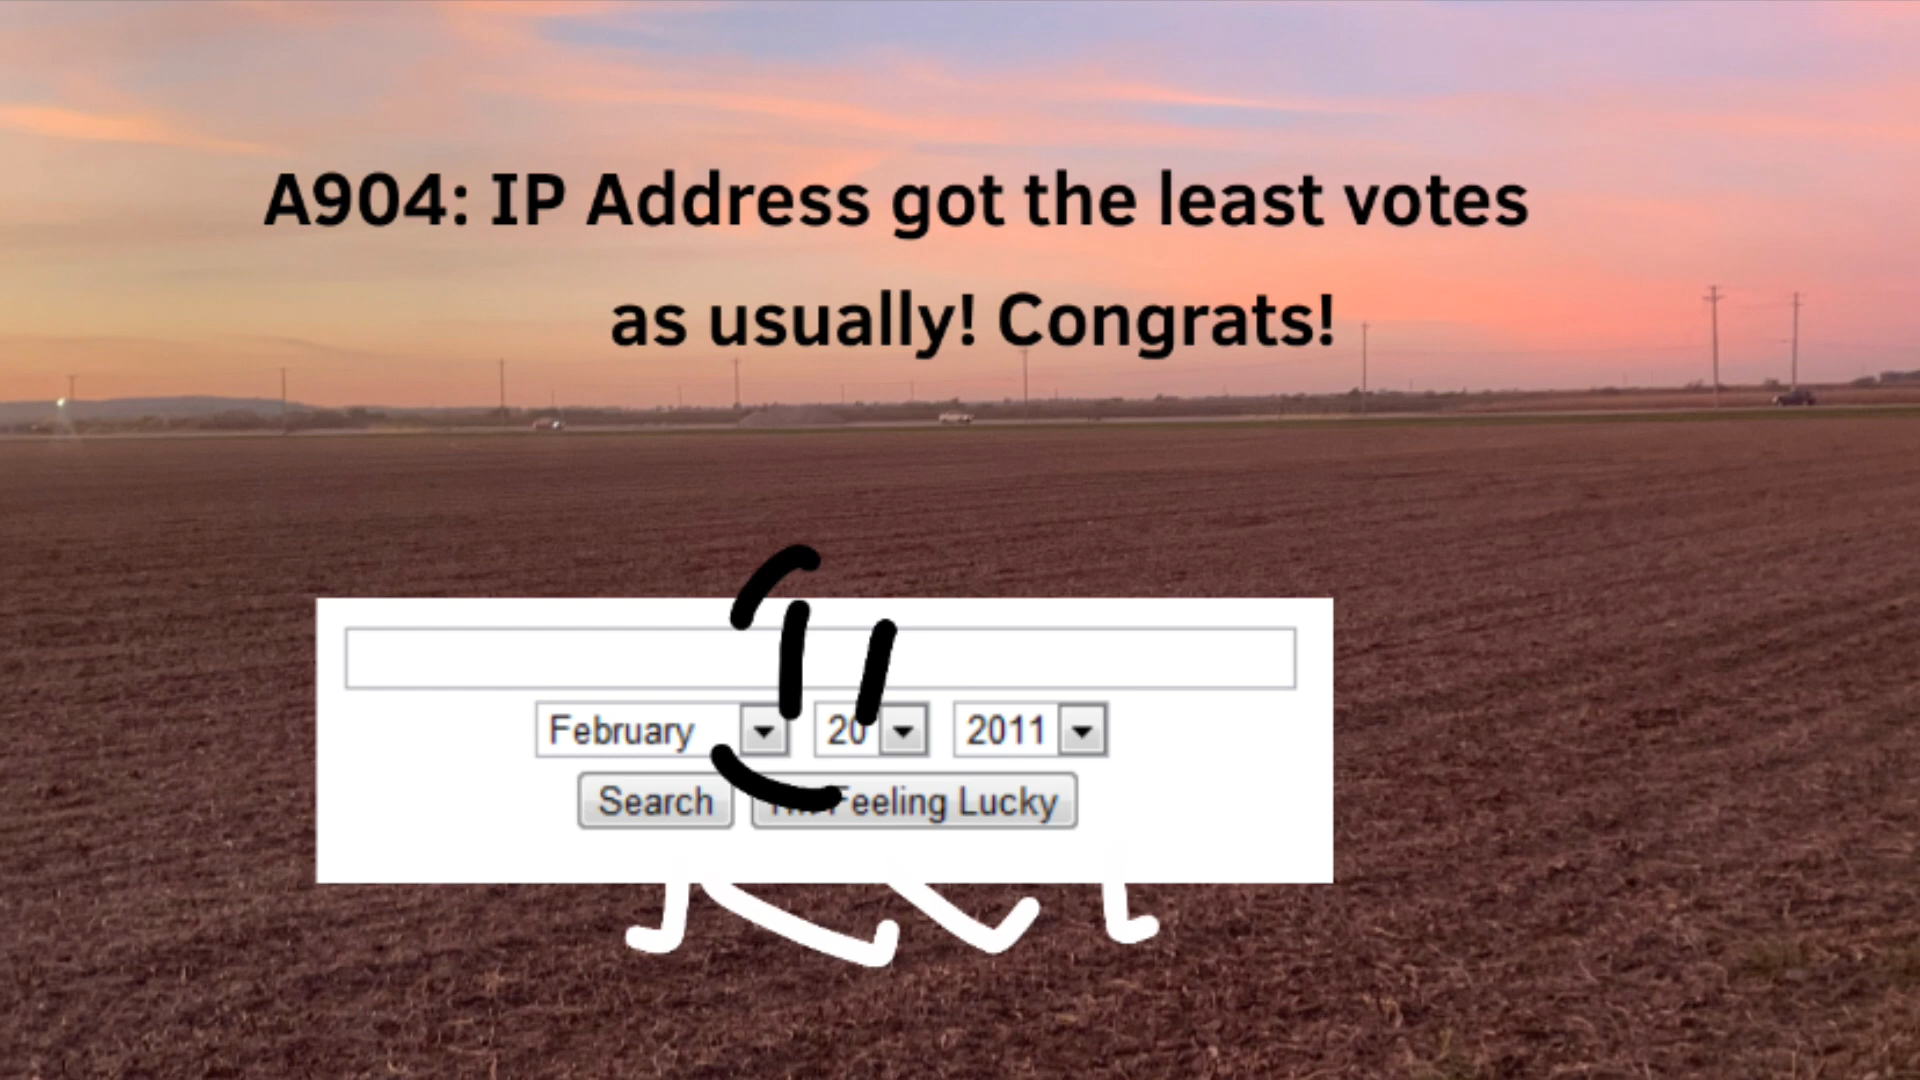 A904: IP Address got the least votes
as usually! Congrats!
February 20 2011
Search Feeling Lucky